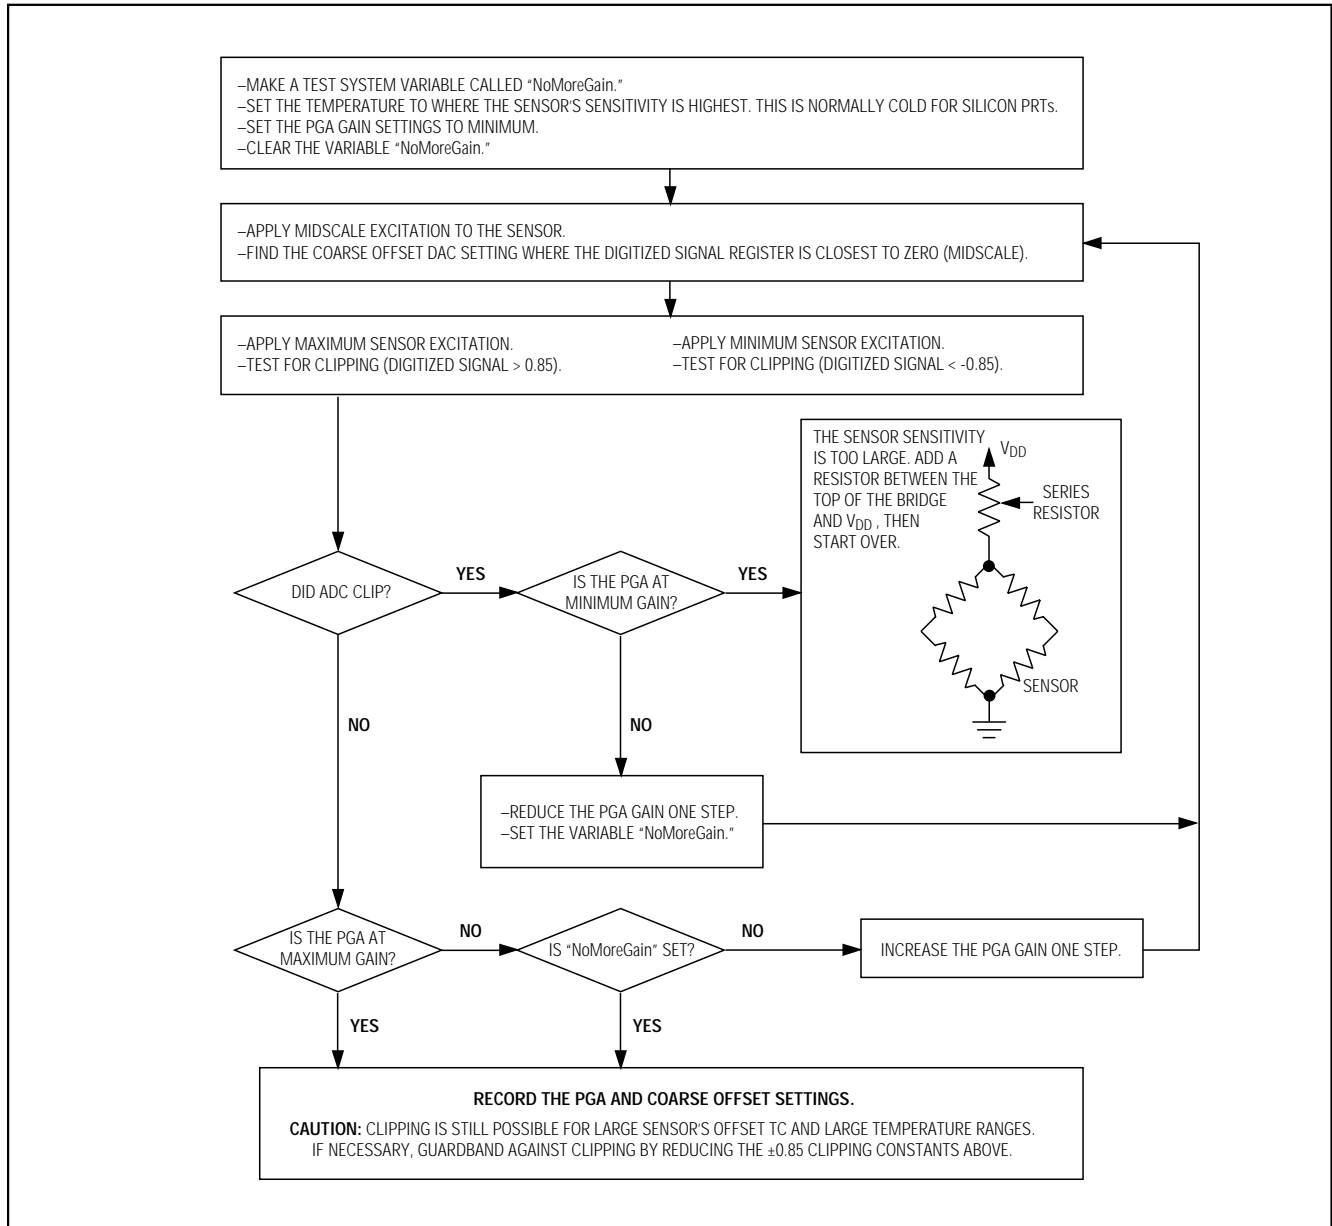 –MAKE A TEST SYSTEM VARIABLE CALLED “NoMoreGain.”
–SET THE TEMPERATURE TO WHERE THE SENSOR'S SENSITIVITY IS HIGHEST. THIS IS NORMALLY COLD FOR SILICON PRTs.
–SET THE PGA GAIN SETTINGS TO MINIMUM.
–CLEAR THE VARIABLE “NoMoreGain.”
–APPLY MIDSCALE EXCITATION TO THE SENSOR.
–FIND THE COARSE OFFSET DAC SETTING WHERE THE DIGITIZED SIGNAL REGISTER IS CLOSEST TO ZERO (MIDSCALE).
–APPLY MAXIMUM SENSOR EXCITATION.
–TEST FOR CLIPPING (DIGITIZED SIGNAL > 0.85).
–APPLY MINIMUM SENSOR EXCITATION.
–TEST FOR CLIPPING (DIGITIZED SIGNAL < -0.85).
DID ADC CLIP?
YES
IS THE PGA AT
MINIMUM GAIN?
YES
THE SENSOR SENSITIVITY
IS TOO LARGE. ADD A
RESISTOR BETWEEN THE
TOP OF THE BRIDGE
AND VDD , THEN
START OVER.
VDD
SERIES
RESISTOR
SENSOR
NO
NO
–REDUCE THE PGA GAIN ONE STEP.
–SET THE VARIABLE “NoMoreGain.”
IS THE PGA AT
MAXIMUM GAIN?
NO
IS “NoMoreGain” SET?
NO
INCREASE THE PGA GAIN ONE STEP.
YES
YES
RECORD THE PGA AND COARSE OFFSET SETTINGS.
CAUTION: CLIPPING IS STILL POSSIBLE FOR LARGE SENSOR'S OFFSET TC AND LARGE TEMPERATURE RANGES.
IF NECESSARY, GUARDBAND AGAINST CLIPPING BY REDUCING THE ±0.85 CLIPPING CONSTANTS ABOVE.